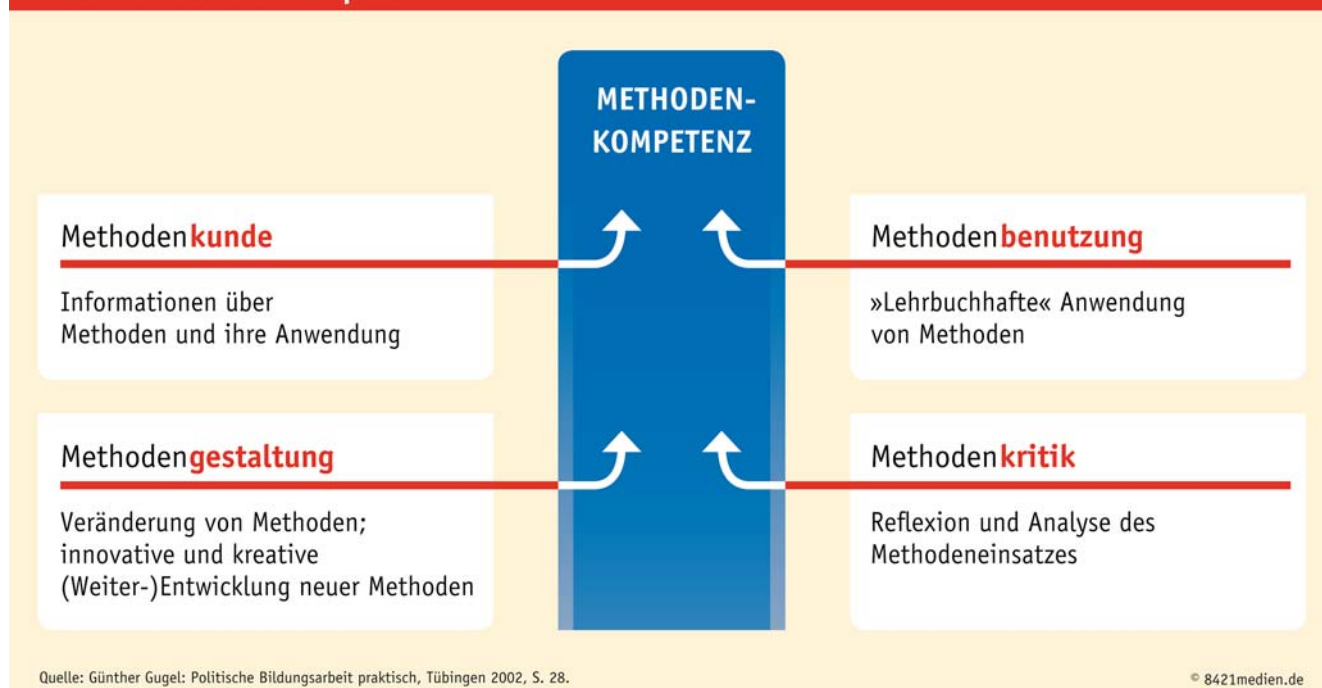 METHODEN-
KOMPETENZ
Methodenkunde
Informationen über
Methoden und ihre Anwendung
Methodenbenutzung
»Lehrbuchhafte« Anwendung
von Methoden
Methodengestaltung
Veränderung von Methoden;
innovative und kreative
(Weiter-)Entwicklung neuer Methoden
Methodenkritik
Reflexion und Analyse des
Methodeneinsatzes
Quelle: Günther Gugel: Politische Bildungsarbeit praktisch, Tübingen 2002, S. 28.
© 8421medien.de